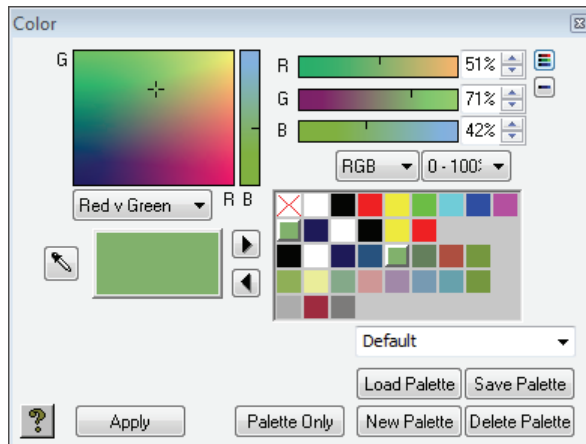 Color
G
R 51%
G 71%
B 42%
RGB 0 - 100%
Red v Green R B
Default
Load Palette Save Palette
? Apply Palette Only New Palette Delete Palette